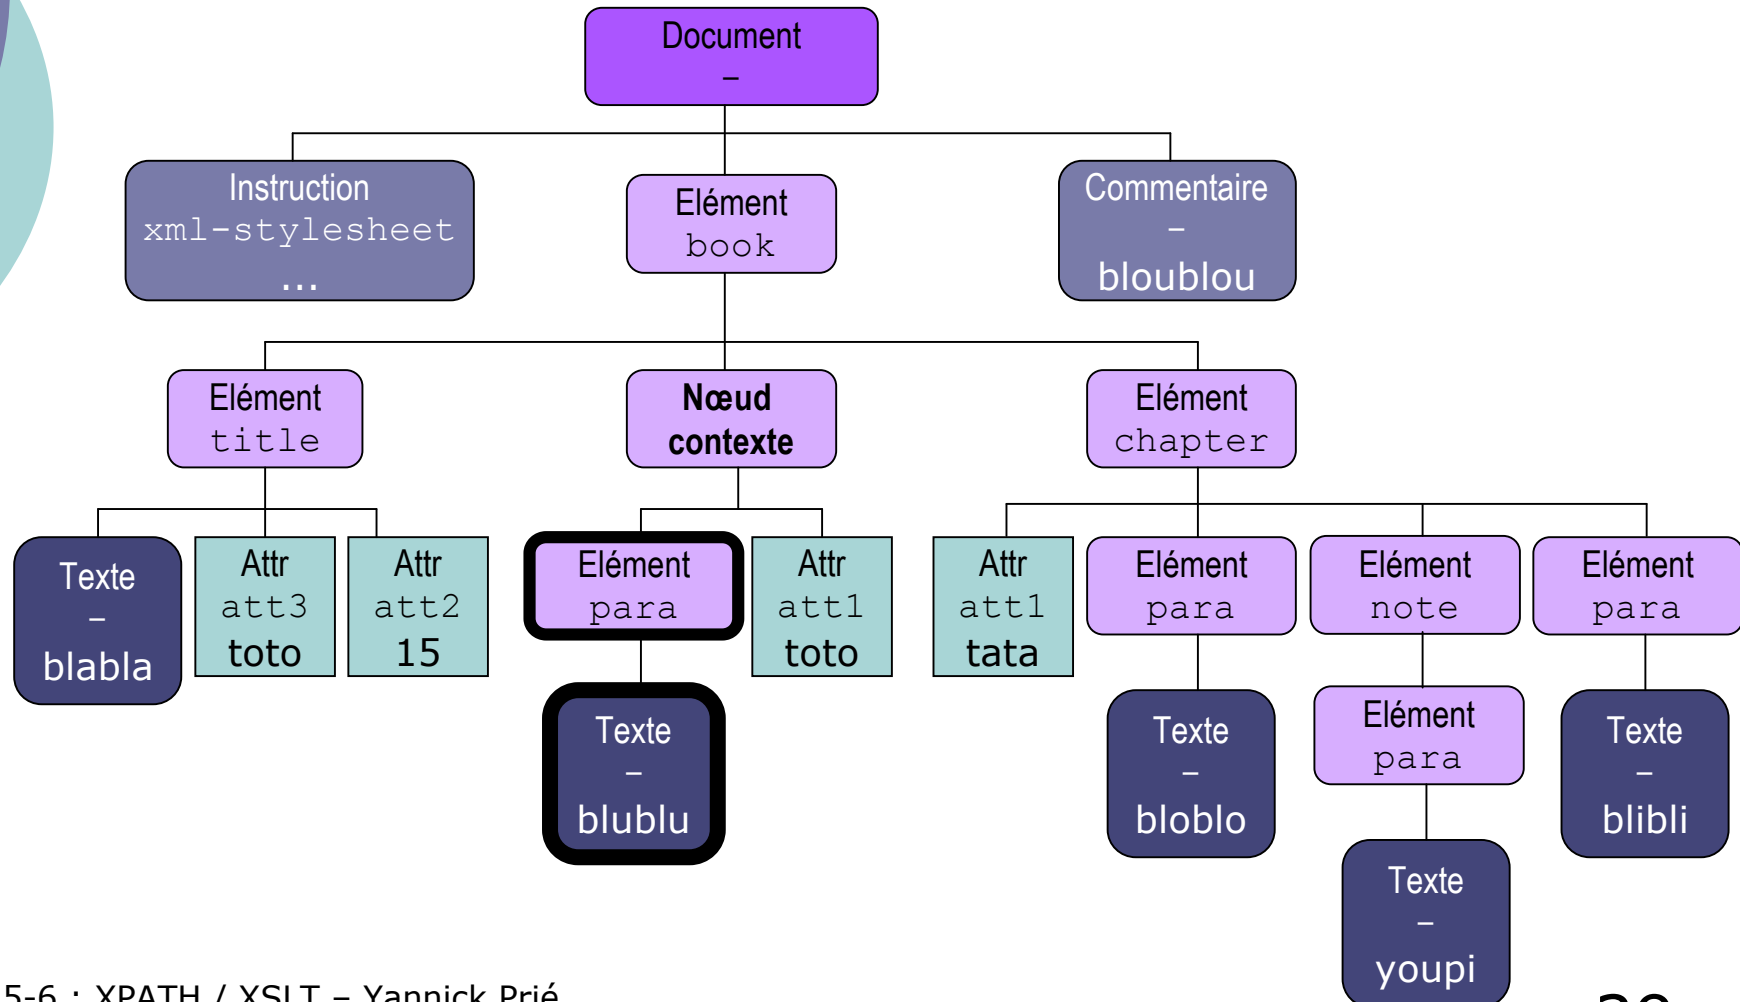 Document
–
Instruction
xml-stylesheet
...
Elément
book
Commentaire
–
bloublou
Elément
title
Nœud
contexte
Elément
chapter
Texte
–
blabla
Attr
att3
toto
Attr
att2
15
Elément
para
Attr
att1
toto
Attr
att1
tata
Elément
para
Elément
note
Elément
para
Texte
–
blublu
Texte
–
bloblo
Elément
para
Texte
–
blibli
Texte
–
youpi
5-6 : XPATH / XSLT – Yannick Prié